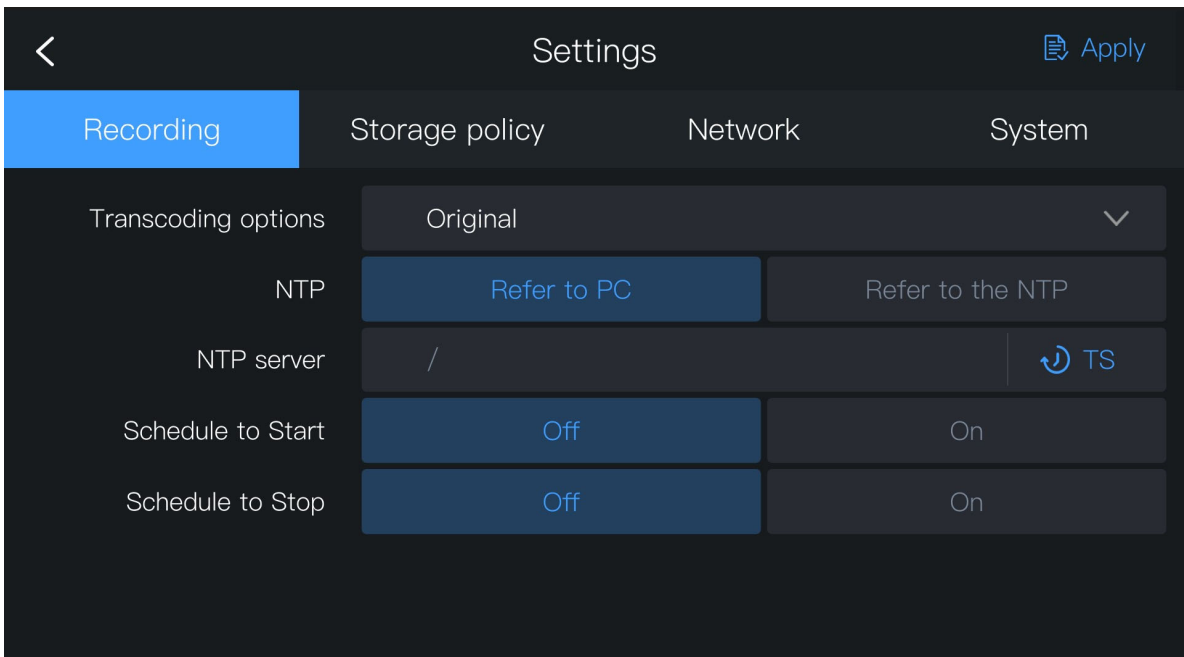 Settings
Apply
Recording Storage policy Network System
Transcoding options Original
NTP Refer to PC Refer to the NTP
NTP server / TS
Schedule to Start Off On
Schedule to Stop Off On